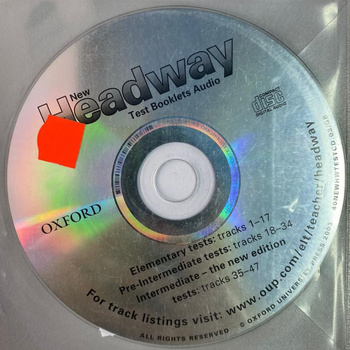 New
Headway
Test Booklets Audio
COMPACT
disc
DIGITAL AUDIO
OXFORD
Elementary tests: tracks 1–17
Pre-Intermediate tests: tracks 18–34
Intermediate – the new edition
tests: tracks 35–47
For track listings visit: www.oup.com/elt/teacher/headway
ALL RIGHTS RESERVED
© OXFORD UNIVERSITY PRESS